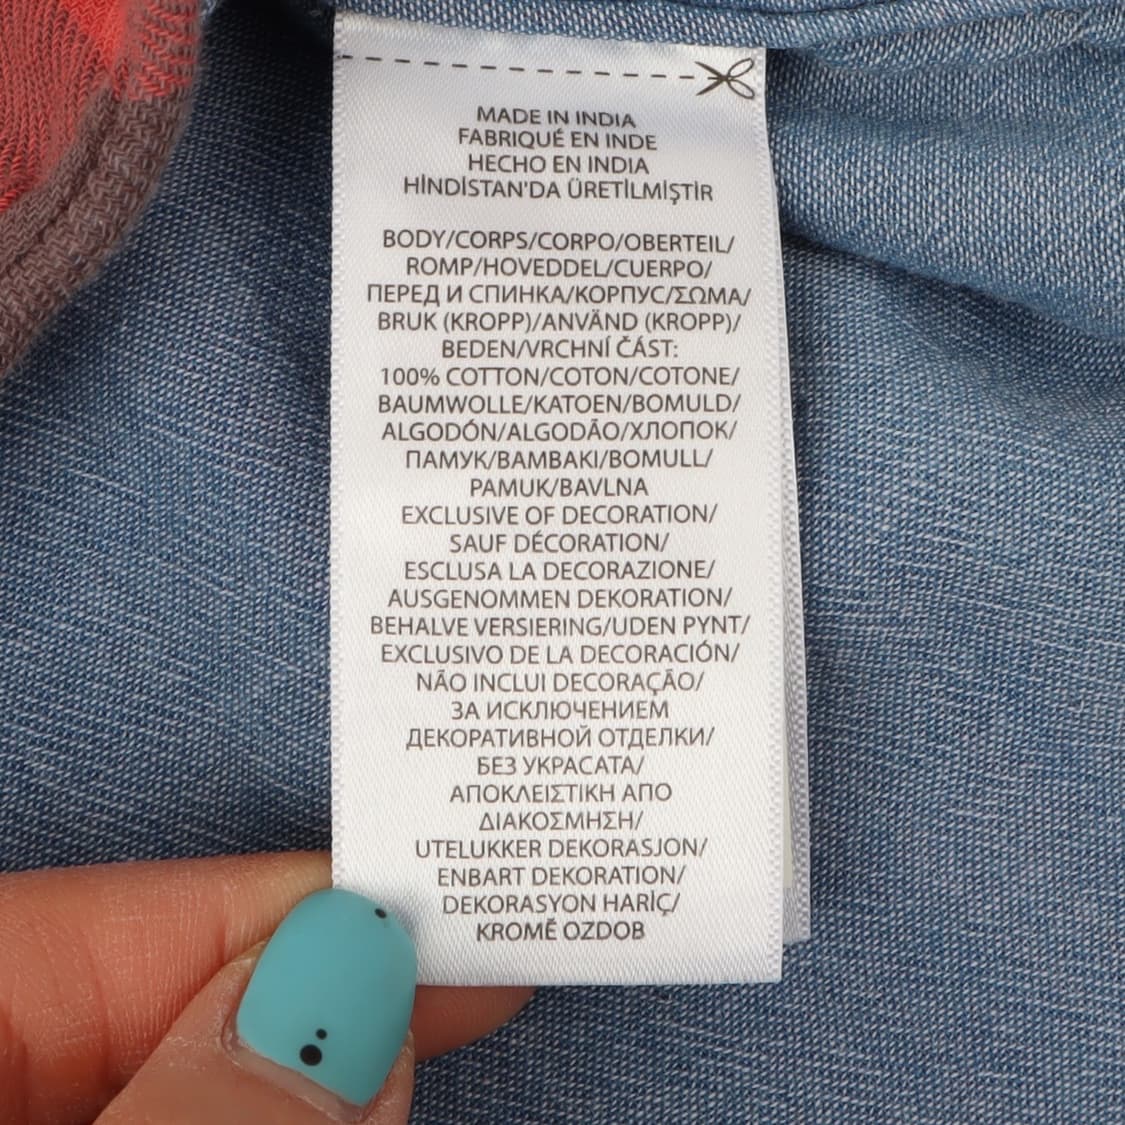 MADE IN INDIA
FABRIQUÉ EN INDE
HECHO EN INDIA
HİNDİSTAN'DA ÜRETİLMİŞTİR
BODY/CORPS/CORPO/OBERTEIL/
ROMP/HOVEDDEL/CUERPO/
ПЕРЕД И СПИНКА/КОРПУС/ΣΩΜΑ/
BRUK (KROPP)/ANVÄND (KROPP)/
BEDEN/VRCHNÍ ČÁST:
100% COTTON/COTON/COTONE/
BAUMWOLLE/KATOEN/BOMULD/
ALGODÓN/ALGODÃO/ХЛОПОК/
ПАМУК/ΒΑΜΒΑΚΙ/BOMULL/
PAMUK/BAVLNA
EXCLUSIVE OF DECORATION/
SAUF DÉCORATION/
ESCLUSA LA DECORAZIONE/
AUSGENOMMEN DEKORATION/
BEHALVE VERSIERING/UDEN PYNT/
EXCLUSIVO DE LA DECORACIÓN/
NÃO INCLUI DECORAÇÃO/
ЗА ИСКЛЮЧЕНИЕМ
ДЕКОРАТИВНОЙ ОТДЕЛКИ/
БЕЗ УКРАСАТА/
ΑΠΟΚΛΕΙΣΤΙΚΗ ΑΠΟ
ΔΙΑΚΟΣΜΗΣΗ/
UTELUKKER DEKORASJON/
ENBART DEKORATION/
DEKORASYON HARİÇ/
KROMĚ OZDOB